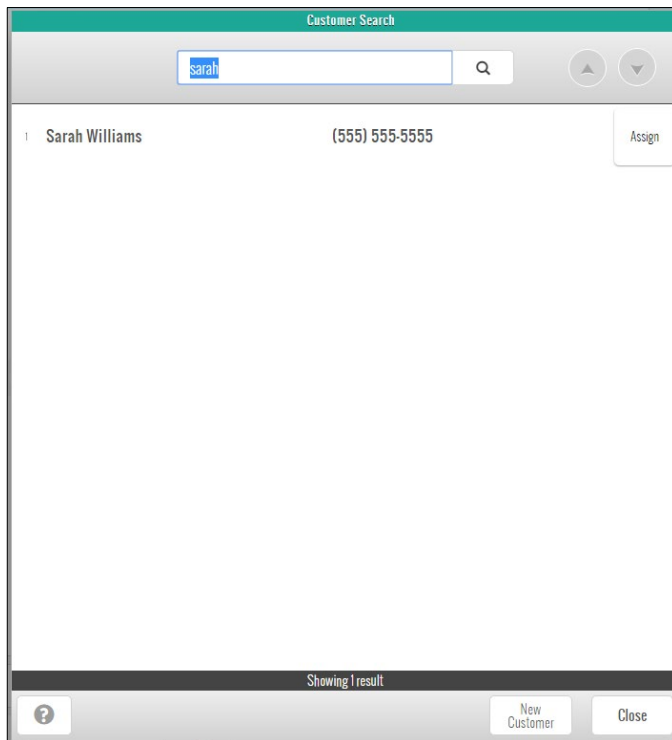 Customer Search
sarah
1 Sarah Williams (555) 555-5555 Assign
Showing 1 result
?
New
Customer
Close